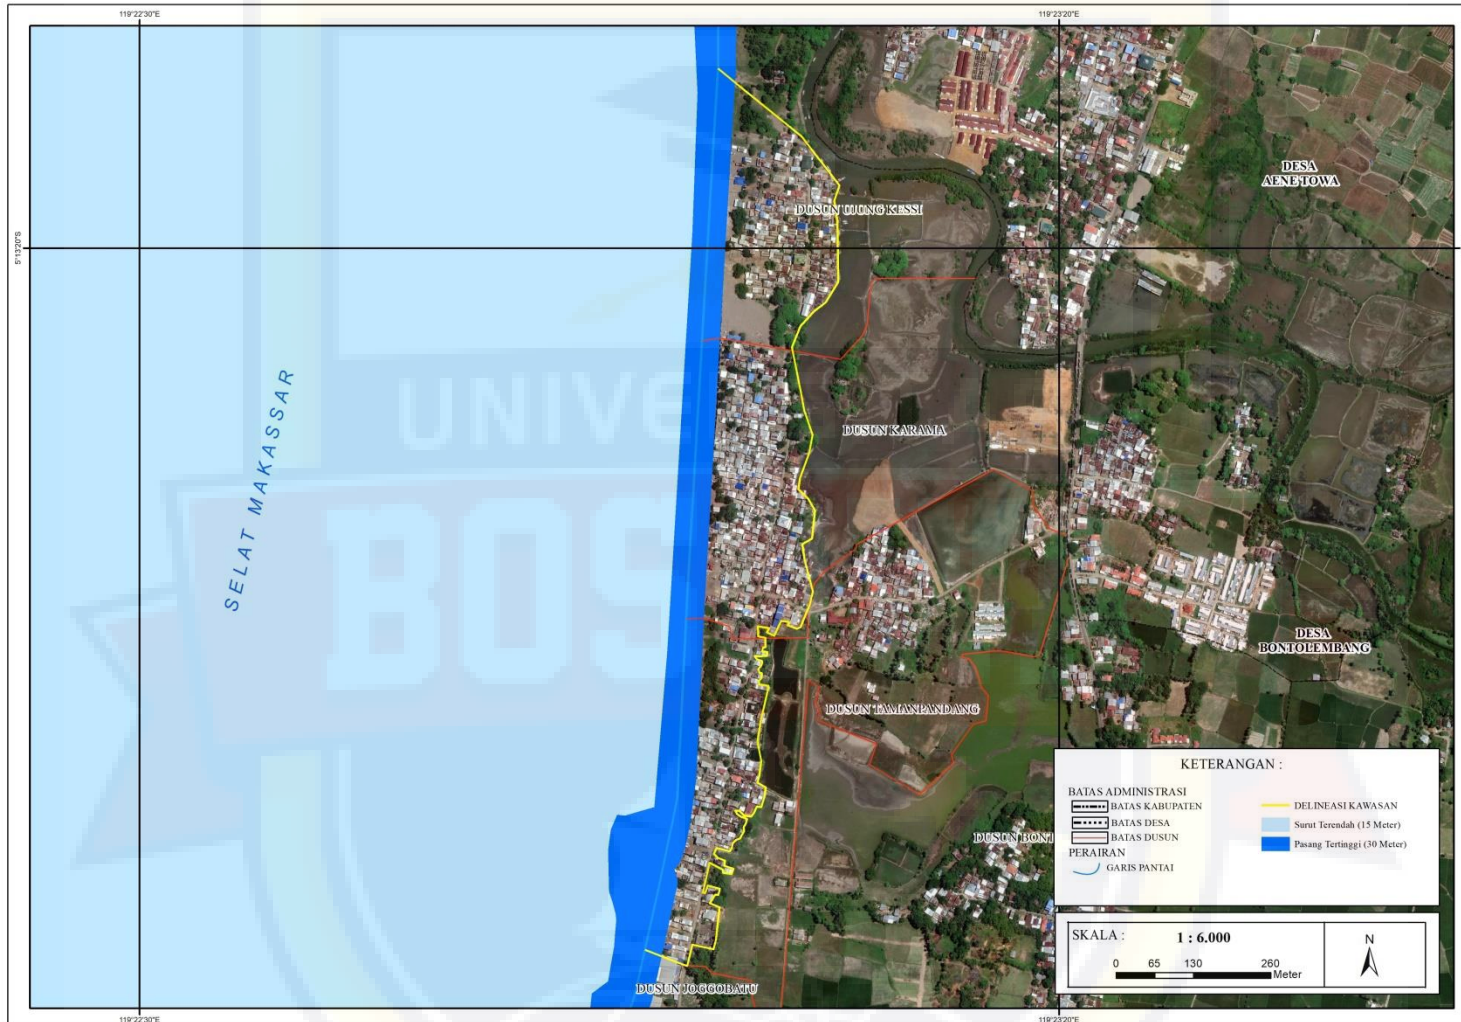 119°22'30"E
119°23'20"E
5°13'20"S
DESA
AENE'TOWA
DUSUN UJUNG KESSI
SELAT MAKASSAR
UNIVE
BOS
DUSUN KARAMA
DESA
BONTOLEMBANG
DUSUN TAMANPANDANG
DUSUN BONT
DUSUN JOGGOBATU
KETERANGAN :
BATAS ADMINISTRASI
BATAS KABUPATEN
BATAS DESA
BATAS DUSUN
PERAIRAN
GARIS PANTAI
DELINEASI KAWASAN
Surut Terendah (15 Meter)
Pasang Tertinggi (30 Meter)
SKALA :
1 : 6.000
0 65 130 260
Meter
N
119°22'30"E
119°23'20"E